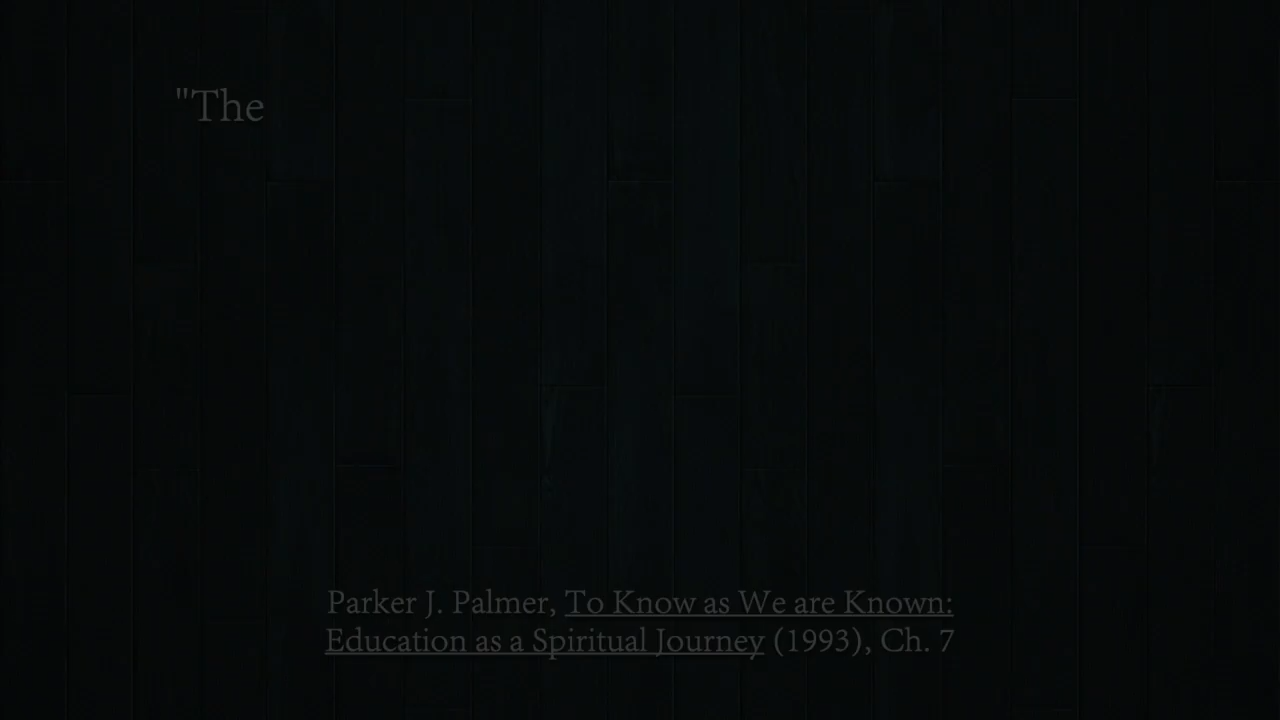 "The
Parker J. Palmer, To Know as We are Known:
Education as a Spiritual Journey (1993), Ch. 7